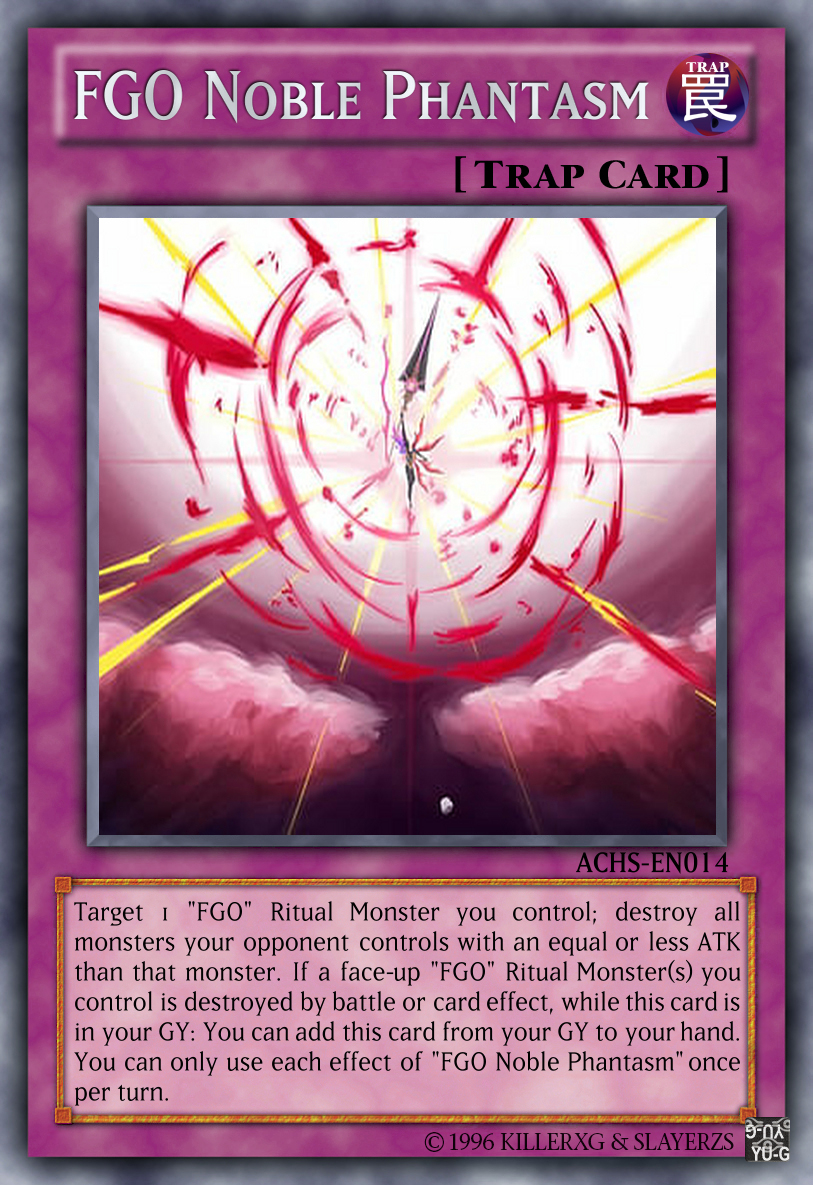 FGO Noble Phantasm
TRAP
罠
[Trap Card]
ACHS-EN014
Target 1 "FGO" Ritual Monster you control; destroy all
monsters your opponent controls with an equal or less ATK
than that monster. If a face-up "FGO" Ritual Monster(s) you
control is destroyed by battle or card effect, while this card is
in your GY: You can add this card from your GY to your hand.
You can only use each effect of "FGO Noble Phantasm" once
per turn.
© 1996 KILLERXG & SLAYERZS
YU-G
YU-G